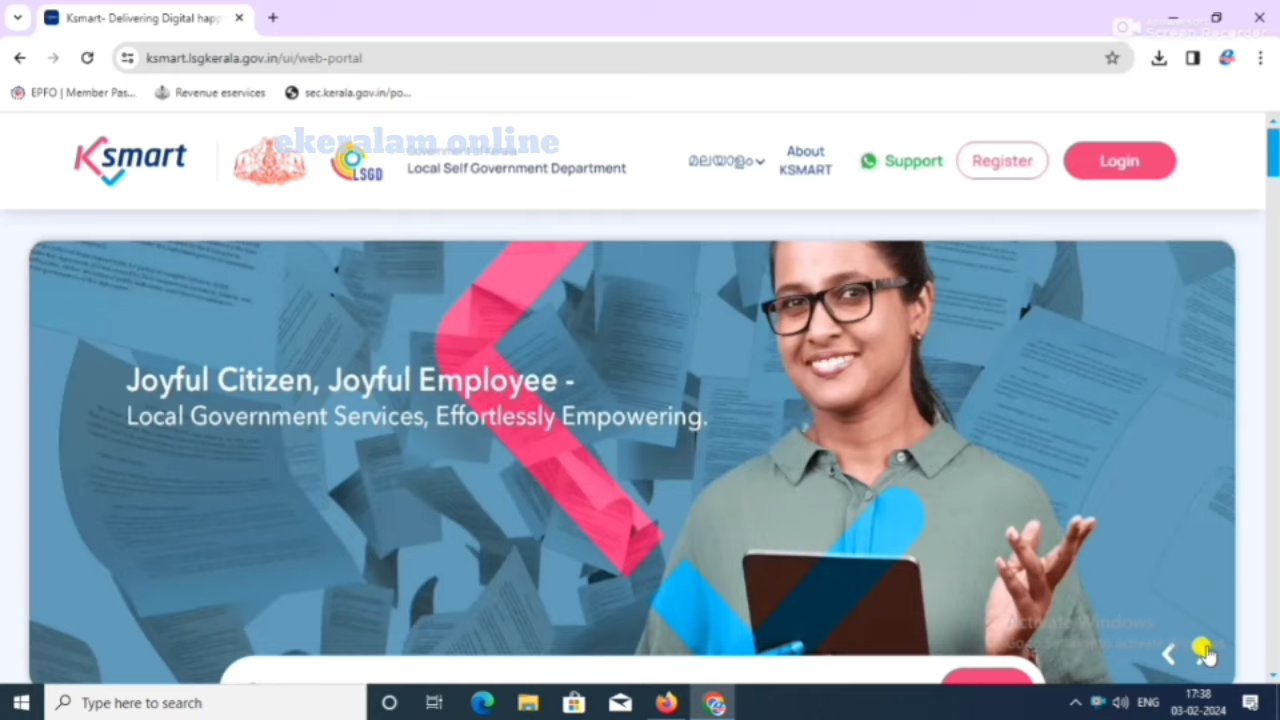 Ksmart- Delivering Digital happ
ksmart.lsgkerala.gov.in/ui/web-portal
EPFO | Member Pas...
Revenue eservices
sec.kerala.gov.in/po...
Screen Recorder
ekeralam online
Ksmart
LSGD
Local Self Government Department
മലയാളം
About
KSMART
Support
Register
Login
Joyful Citizen, Joyful Employee -
Local Government Services, Effortlessly Empowering.
Activate Windows
Type here to search
ENG
17:38
03-02-2024